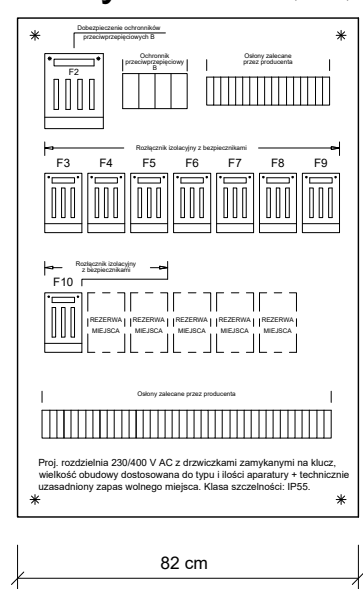 Dobezpieczenie ochronników
przeciwprzepięciowych B
Ochronnik
przeciwprzepięciowy
B
Osłony zalecane
przez producenta
F2
Rozłącznik izolacyjny z bezpiecznikami
F3 F4 F5 F6 F7 F8 F9
Rozłącznik izolacyjny
z bezpiecznikami
F10
REZERWA REZERWA REZERWA REZERWA REZERWA
MIEJSCA MIEJSCA MIEJSCA MIEJSCA MIEJSCA
Osłony zalecane przez producenta
Proj. rozdzielnia 230/400 V AC z drzwiczkami zamykanymi na klucz,
wielkość obudowy dostosowana do typu i ilości aparatury + technicznie
uzasadniony zapas wolnego miejsca. Klasa szczelności: IP55.
82 cm